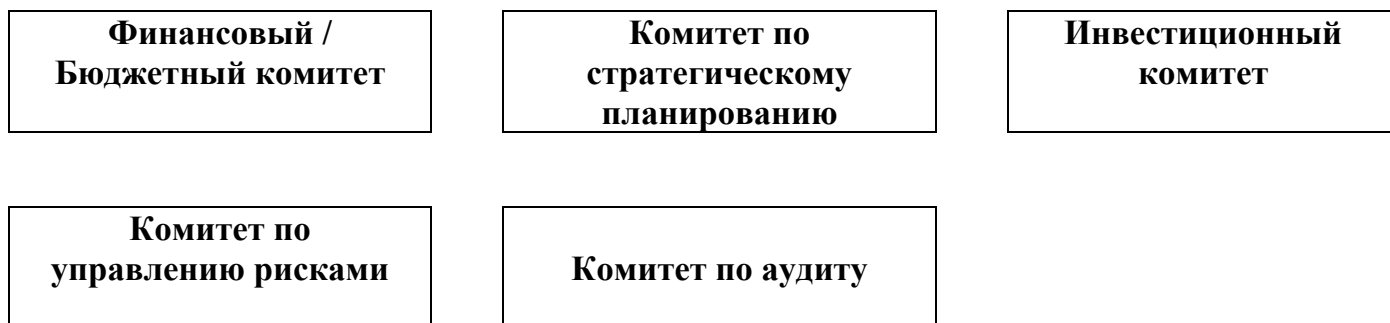 Финансовый /
Бюджетный комитет
Комитет по
стратегическому
планированию
Инвестиционный
комитет
Комитет по
управлению рисками
Комитет по аудиту